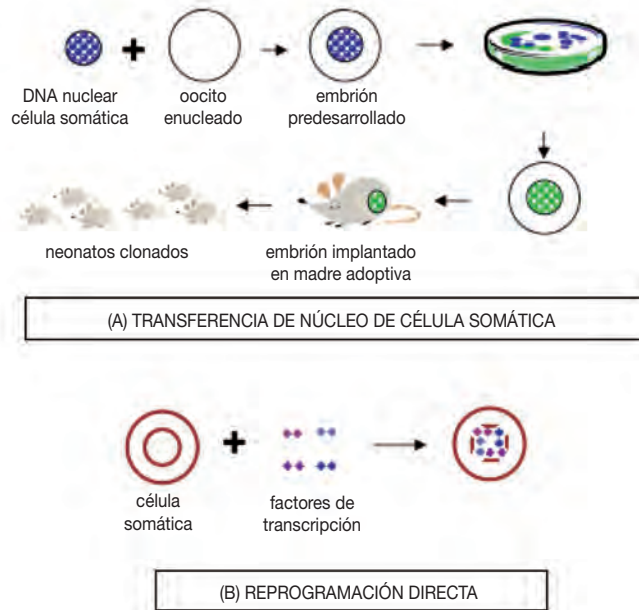 DNA nuclear
célula somática
oocito
enucleado
embrión
predesarrollado
neonatos clonados
embrión implantado
en madre adoptiva
(A) TRANSFERENCIA DE NÚCLEO DE CÉLULA SOMÁTICA
célula
somática
factores de
transcripción
(B) REPROGRAMACIÓN DIRECTA